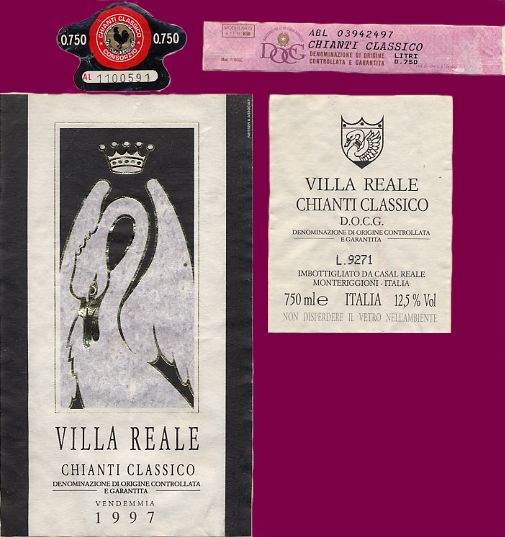 CHIANTI CLASSICO
0.750
0.750
CONSORZIO
AL 1100591
ABL 03942497
CHIANTI CLASSICO
DOCG
DENOMINAZIONE DI ORIGINE
CONTROLLATA E GARANTITA
LITRI
0.750
VILLA REALE
CHIANTI CLASSICO
DENOMINAZIONE DI ORIGINE CONTROLLATA
E GARANTITA
VENDEMMIA
1997
VILLA REALE
CHIANTI CLASSICO
D.O.C.G.
DENOMINAZIONE DI ORIGINE CONTROLLATA
E GARANTITA
L.9271
IMBOTTIGLIATO DA CASAL REALE
MONTERIGGIONI - ITALIA
750 ml e ITALIA 12,5 % Vol
NON DISPERDERE IL VETRO NELL'AMBIENTE